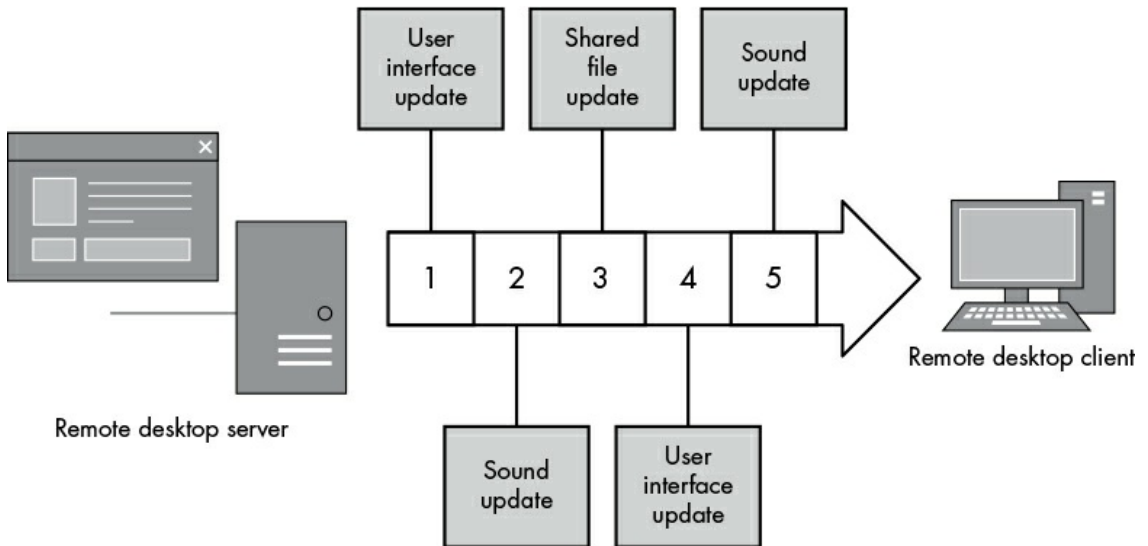 User
interface
update
Shared
file
update
Sound
update
1
2
3
4
5
Remote desktop server
Remote desktop client
Sound
update
User
interface
update